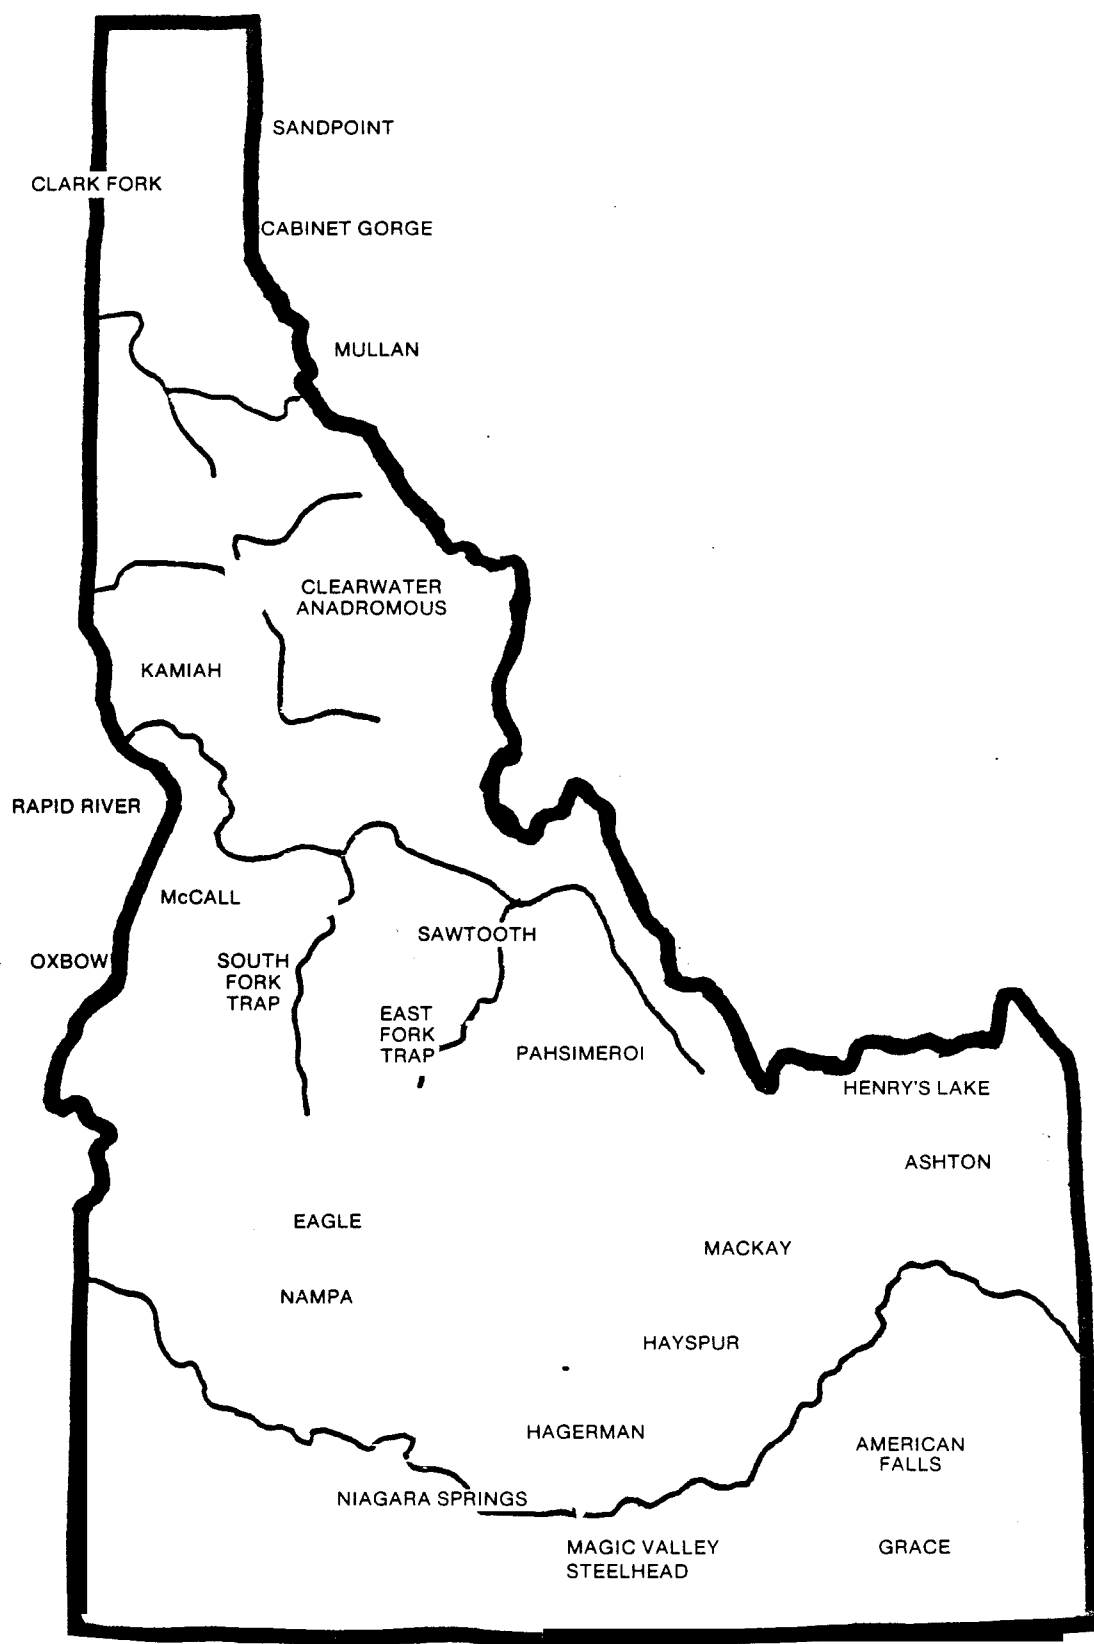 SANDPOINT
CLARK FORK
CABINET GORGE
MULLAN
CLEARWATER
ANADROMOUS
KAMIAH
RAPID RIVER
McCALL
SAWTOOTH
OXBOW
SOUTH
FORK
TRAP
EAST
FORK
TRAP
PAHSIMEROI
HENRY'S LAKE
ASHTON
EAGLE
MACKAY
NAMPA
HAYSPUR
HAGERMAN
AMERICAN
FALLS
NIAGARA SPRINGS
MAGIC VALLEY
STEELHEAD
GRACE